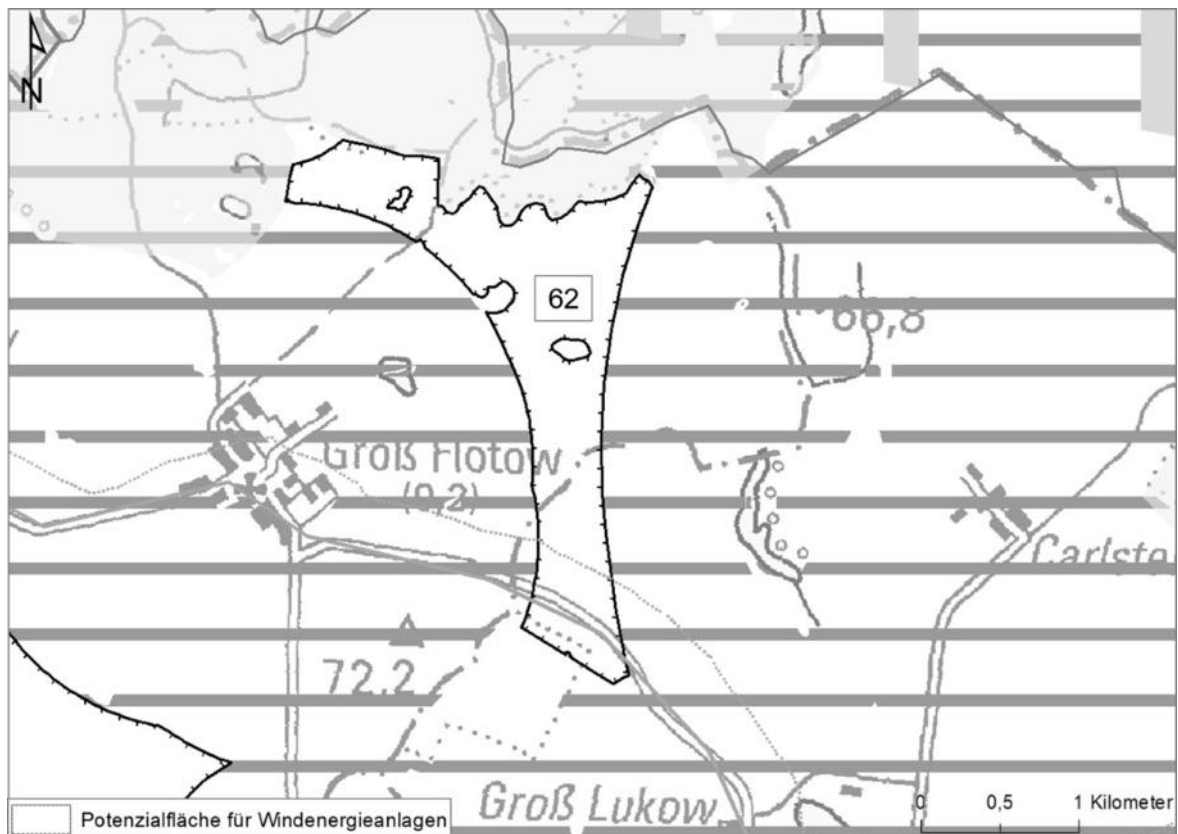 N
62
66,8
Groß Flotow
(0,2)
Carlste
72,2
Groß Lukow
Potenzialfläche für Windenergieanlagen
0 0,5 1 Kilometer